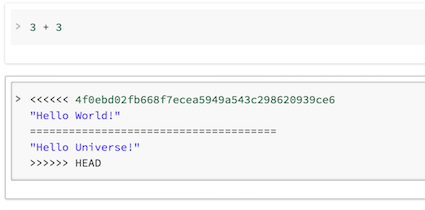 > 3 + 3
> <<<<<< 4f0ebd02fb668f7ecea5949a543c298620939ce6
"Hello World!"
======================================
"Hello Universe!"
>>>>>> HEAD